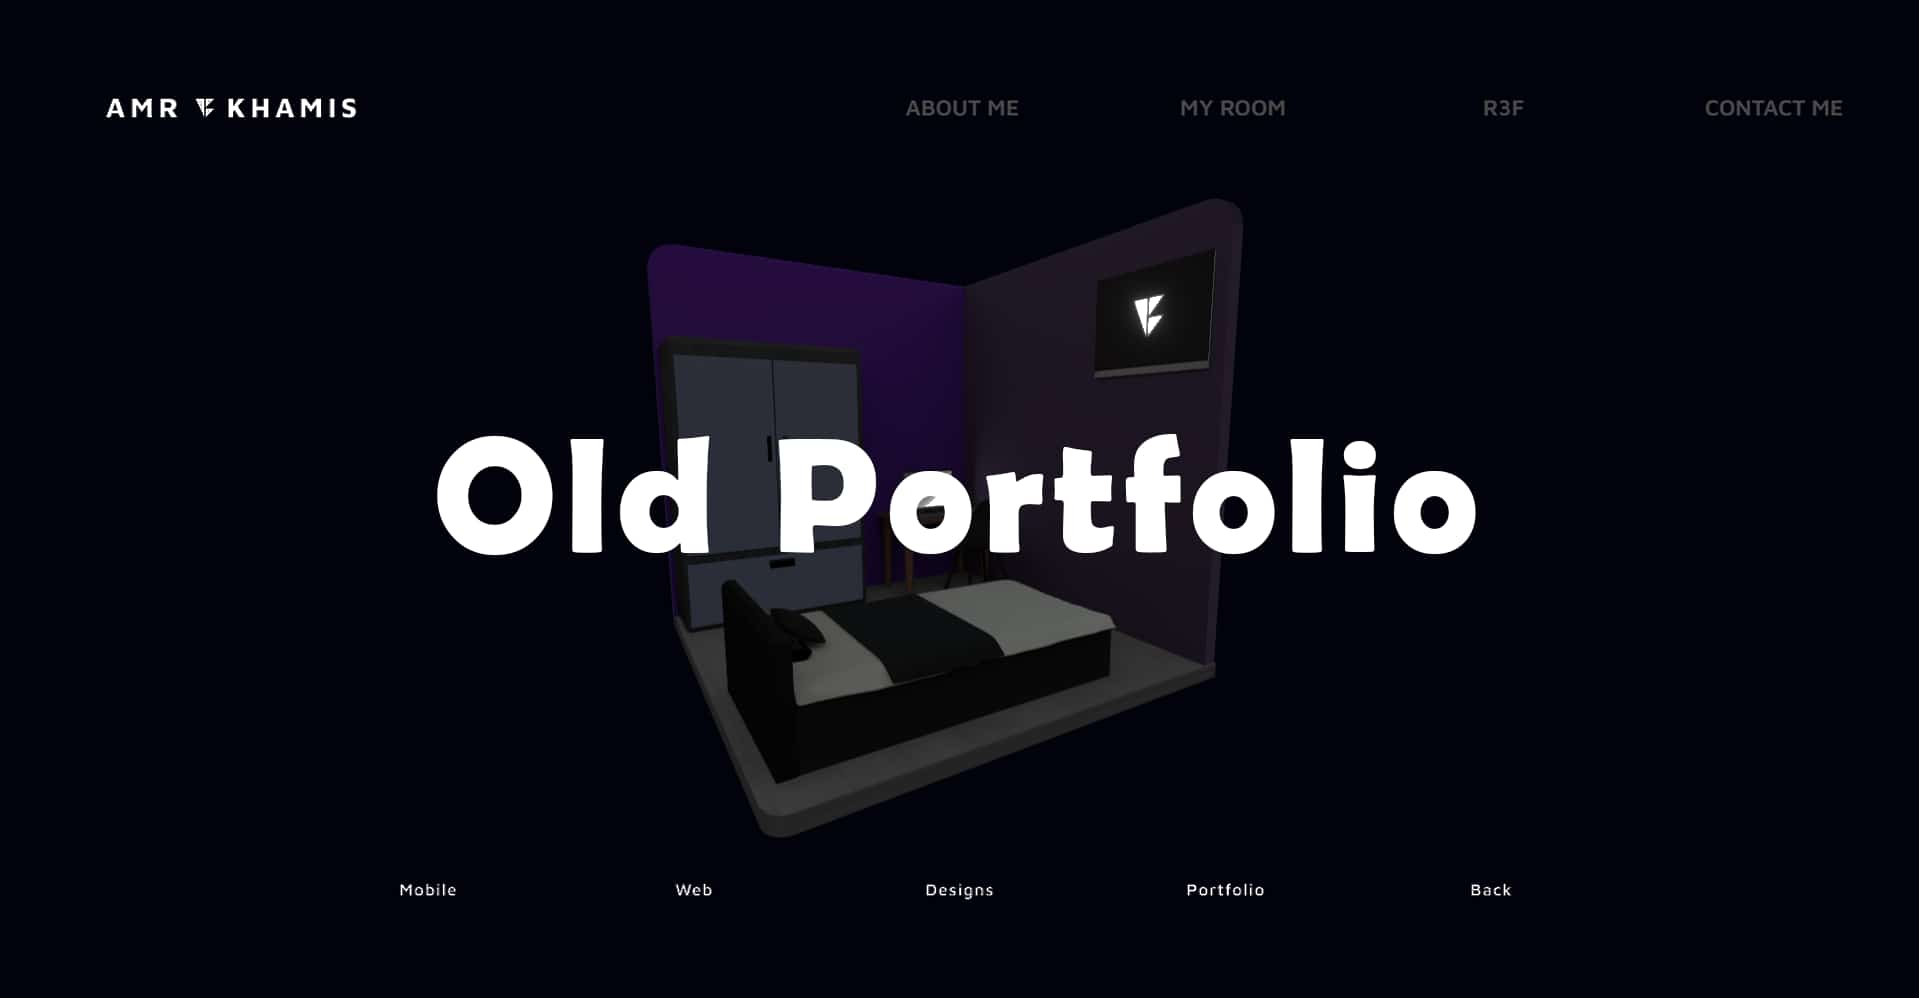 AMR KHAMIS
ABOUT ME
MY ROOM
R3F
CONTACT ME
Old Portfolio
Mobile
Web
Designs
Portfolio
Back